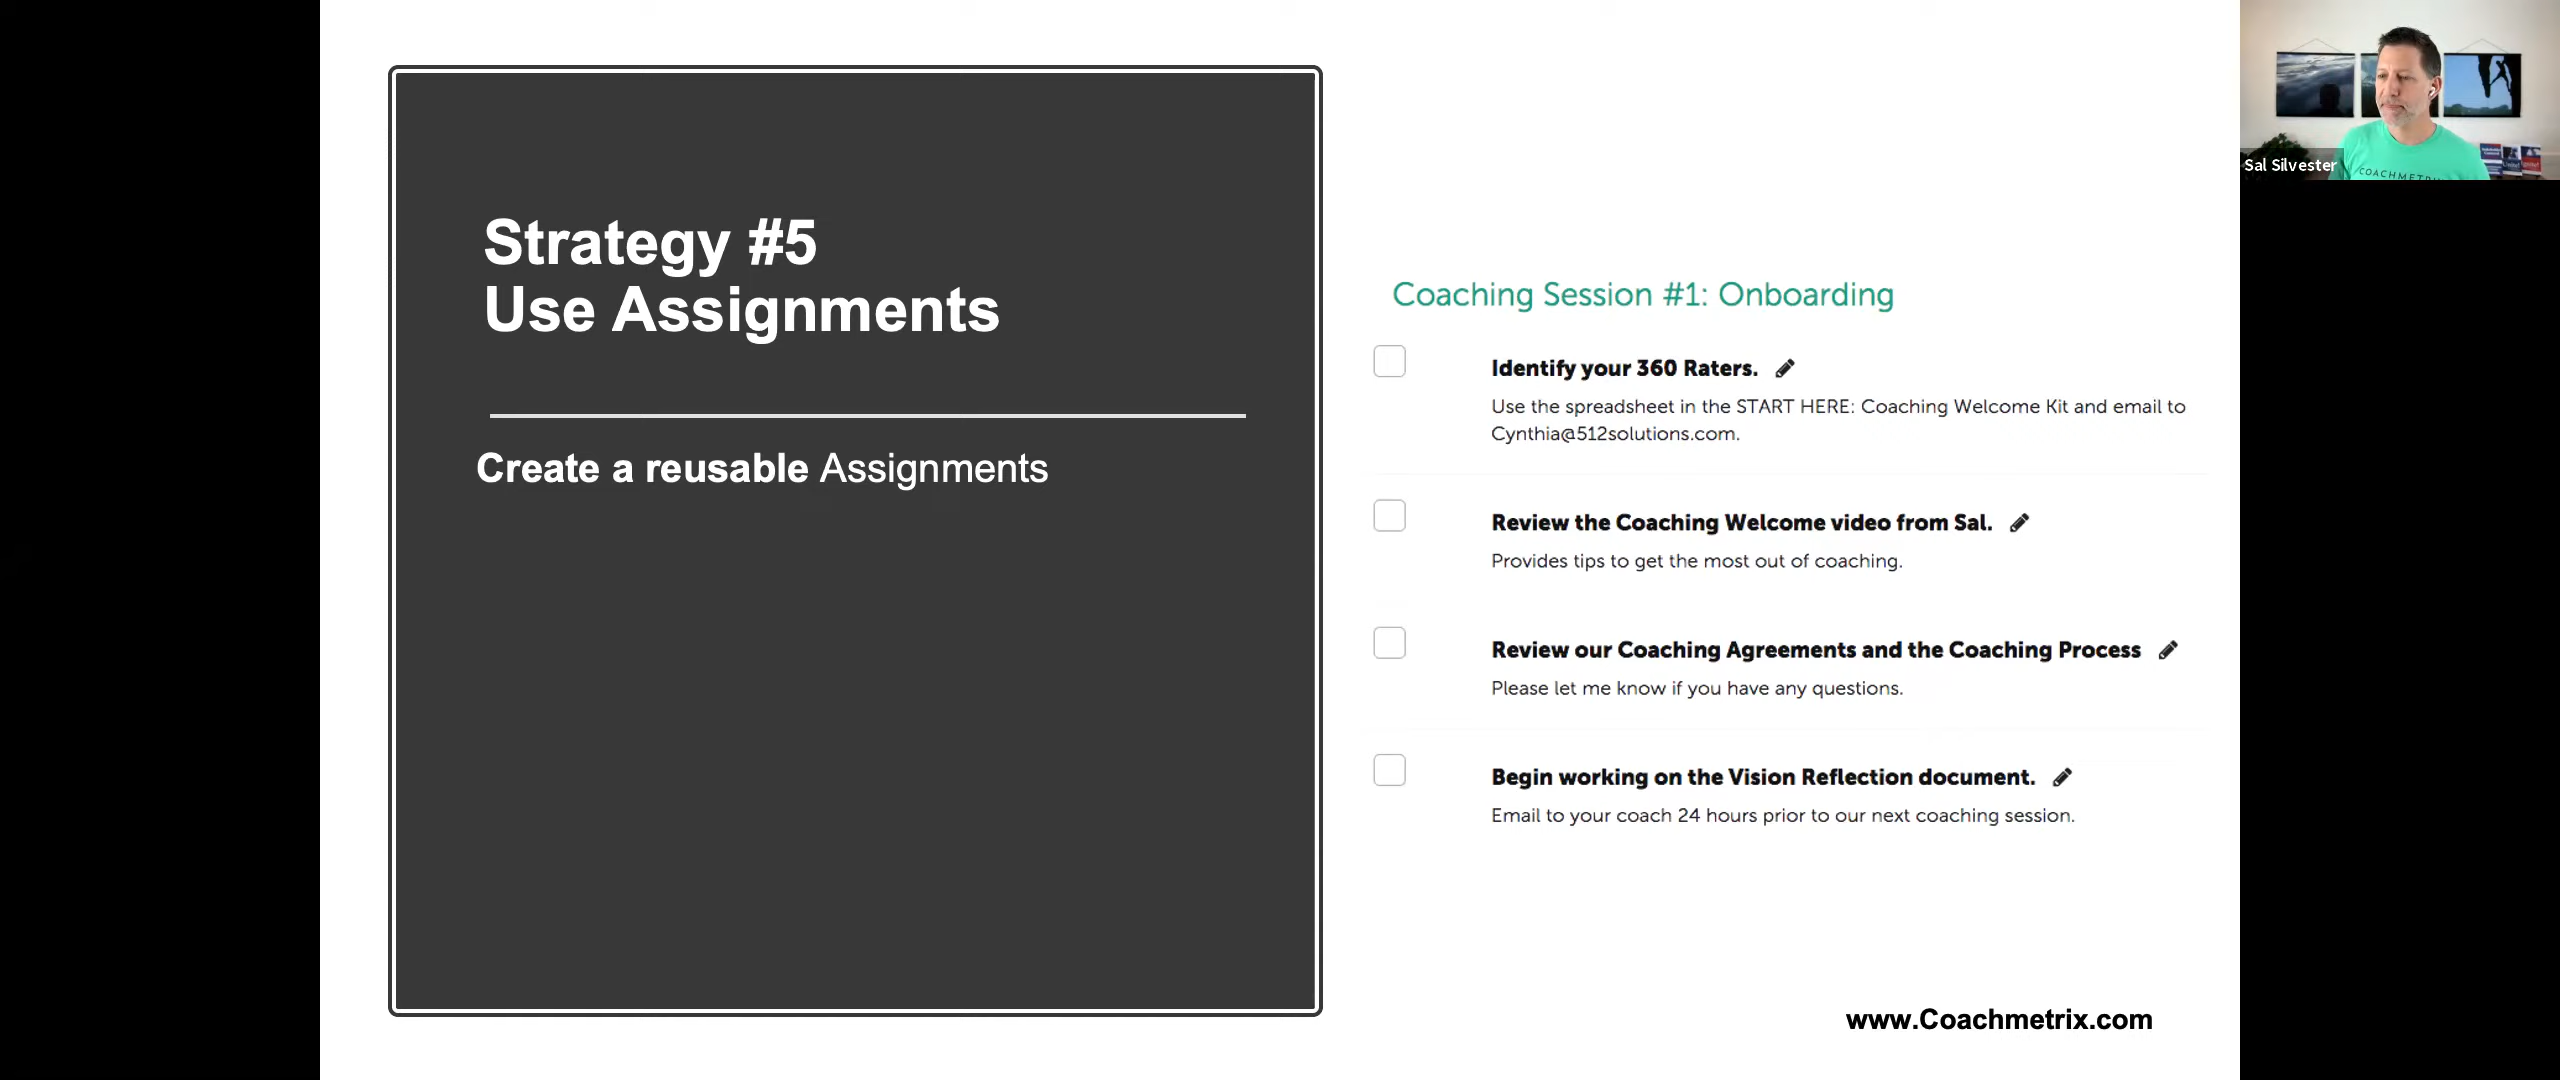 Strategy #5
Use Assignments
Create a reusable Assignments
Coaching Session #1: Onboarding
Identify your 360 Raters.
Use the spreadsheet in the START HERE: Coaching Welcome Kit and email to
Cynthia@512solutions.com.
Review the Coaching Welcome video from Sal.
Provides tips to get the most out of coaching.
Review our Coaching Agreements and the Coaching Process
Please let me know if you have any questions.
Begin working on the Vision Reflection document.
Email to your coach 24 hours prior to our next coaching session.
www.Coachmetrix.com
Sal Silvester